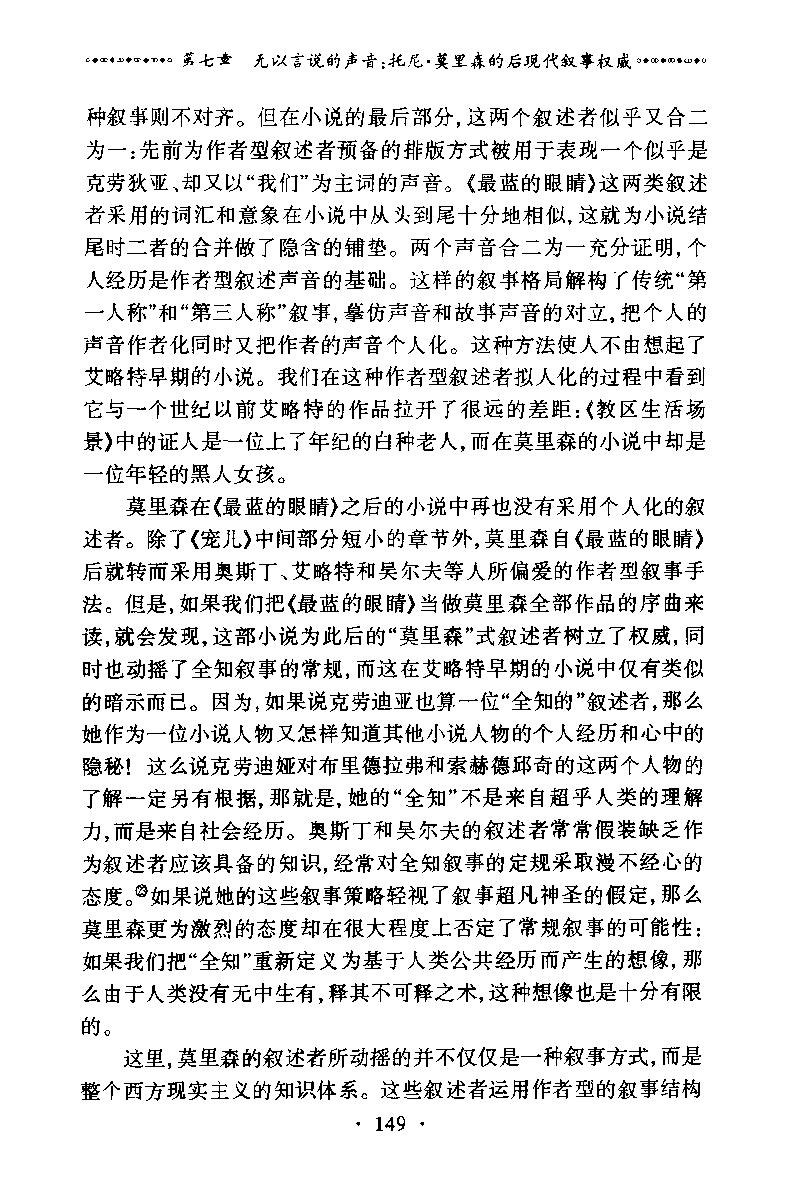 第七章 无以言说的声音:托尼·莫里森的后现代叙事权威
种叙事则不对齐。但在小说的最后部分,这两个叙述者似乎又合二
为一:先前为作者型叙述者预备的排版方式被用于表现一个似乎是
克劳狄亚、却又以“我们”为主词的声音。《最蓝的眼睛》这两类叙述
者采用的词汇和意象在小说中从头到尾十分地相似,这就为小说结
尾时二者的合并做了隐含的铺垫。两个声音合二为一充分证明,个
人经历是作者型叙述声音的基础。这样的叙事格局解构了传统“第
一人称”和“第三人称”叙事,摹仿声音和故事声音的对立,把个人的
声音作者化同时又把作者的声音个人化。这种方法使人不由想起了
艾略特早期的小说。我们在这种作者型叙述者拟人化的过程中看到
它与一个世纪以前艾略特的作品拉开了很远的差距:《教区生活场
景》中的证人是一位上了年纪的白种老人,而在莫里森的小说中却是
一位年轻的黑人女孩。
莫里森在《最蓝的眼睛》之后的小说中再也没有采用个人化的叙
述者。除了《宠儿》中间部分短小的章节外,莫里森自《最蓝的眼睛》
后就转而采用奥斯丁、艾略特和吴尔夫等人所偏爱的作者型叙事手
法。但是,如果我们把《最蓝的眼睛》当做莫里森全部作品的序曲来
读,就会发现,这部小说为此后的“莫里森”式叙述者树立了权威,同
时也动摇了全知叙事的常规,而这在艾略特早期的小说中仅有类似
的暗示而已。因为,如果说克劳迪亚也算一位“全知的”叙述者,那么
她作为一位小说人物又怎样知道其他小说人物的个人经历和心中的
隐秘!这么说克劳迪娅对布里德拉弗和索赫德邱奇的这两个人物的
了解一定另有根据,那就是,她的“全知”不是来自超乎人类的理解
力,而是来自社会经历。奥斯丁和吴尔夫的叙述者常常假装缺乏作
为叙述者应该具备的知识,经常对全知叙事的定规采取漫不经心的
态度。㉓如果说她的这些叙事策略轻视了叙事超凡神圣的假定,那么
莫里森更为激烈的态度却在很大程度上否定了常规叙事的可能性:
如果我们把“全知”重新定义为基于人类公共经历而产生的想像,那
么由于人类没有无中生有,释其不可释之术,这种想像也是十分有限
的。
这里,莫里森的叙述者所动摇的并不仅仅是一种叙事方式,而是
整个西方现实主义的知识体系。这些叙述者运用作者型的叙事结构
· 149 ·